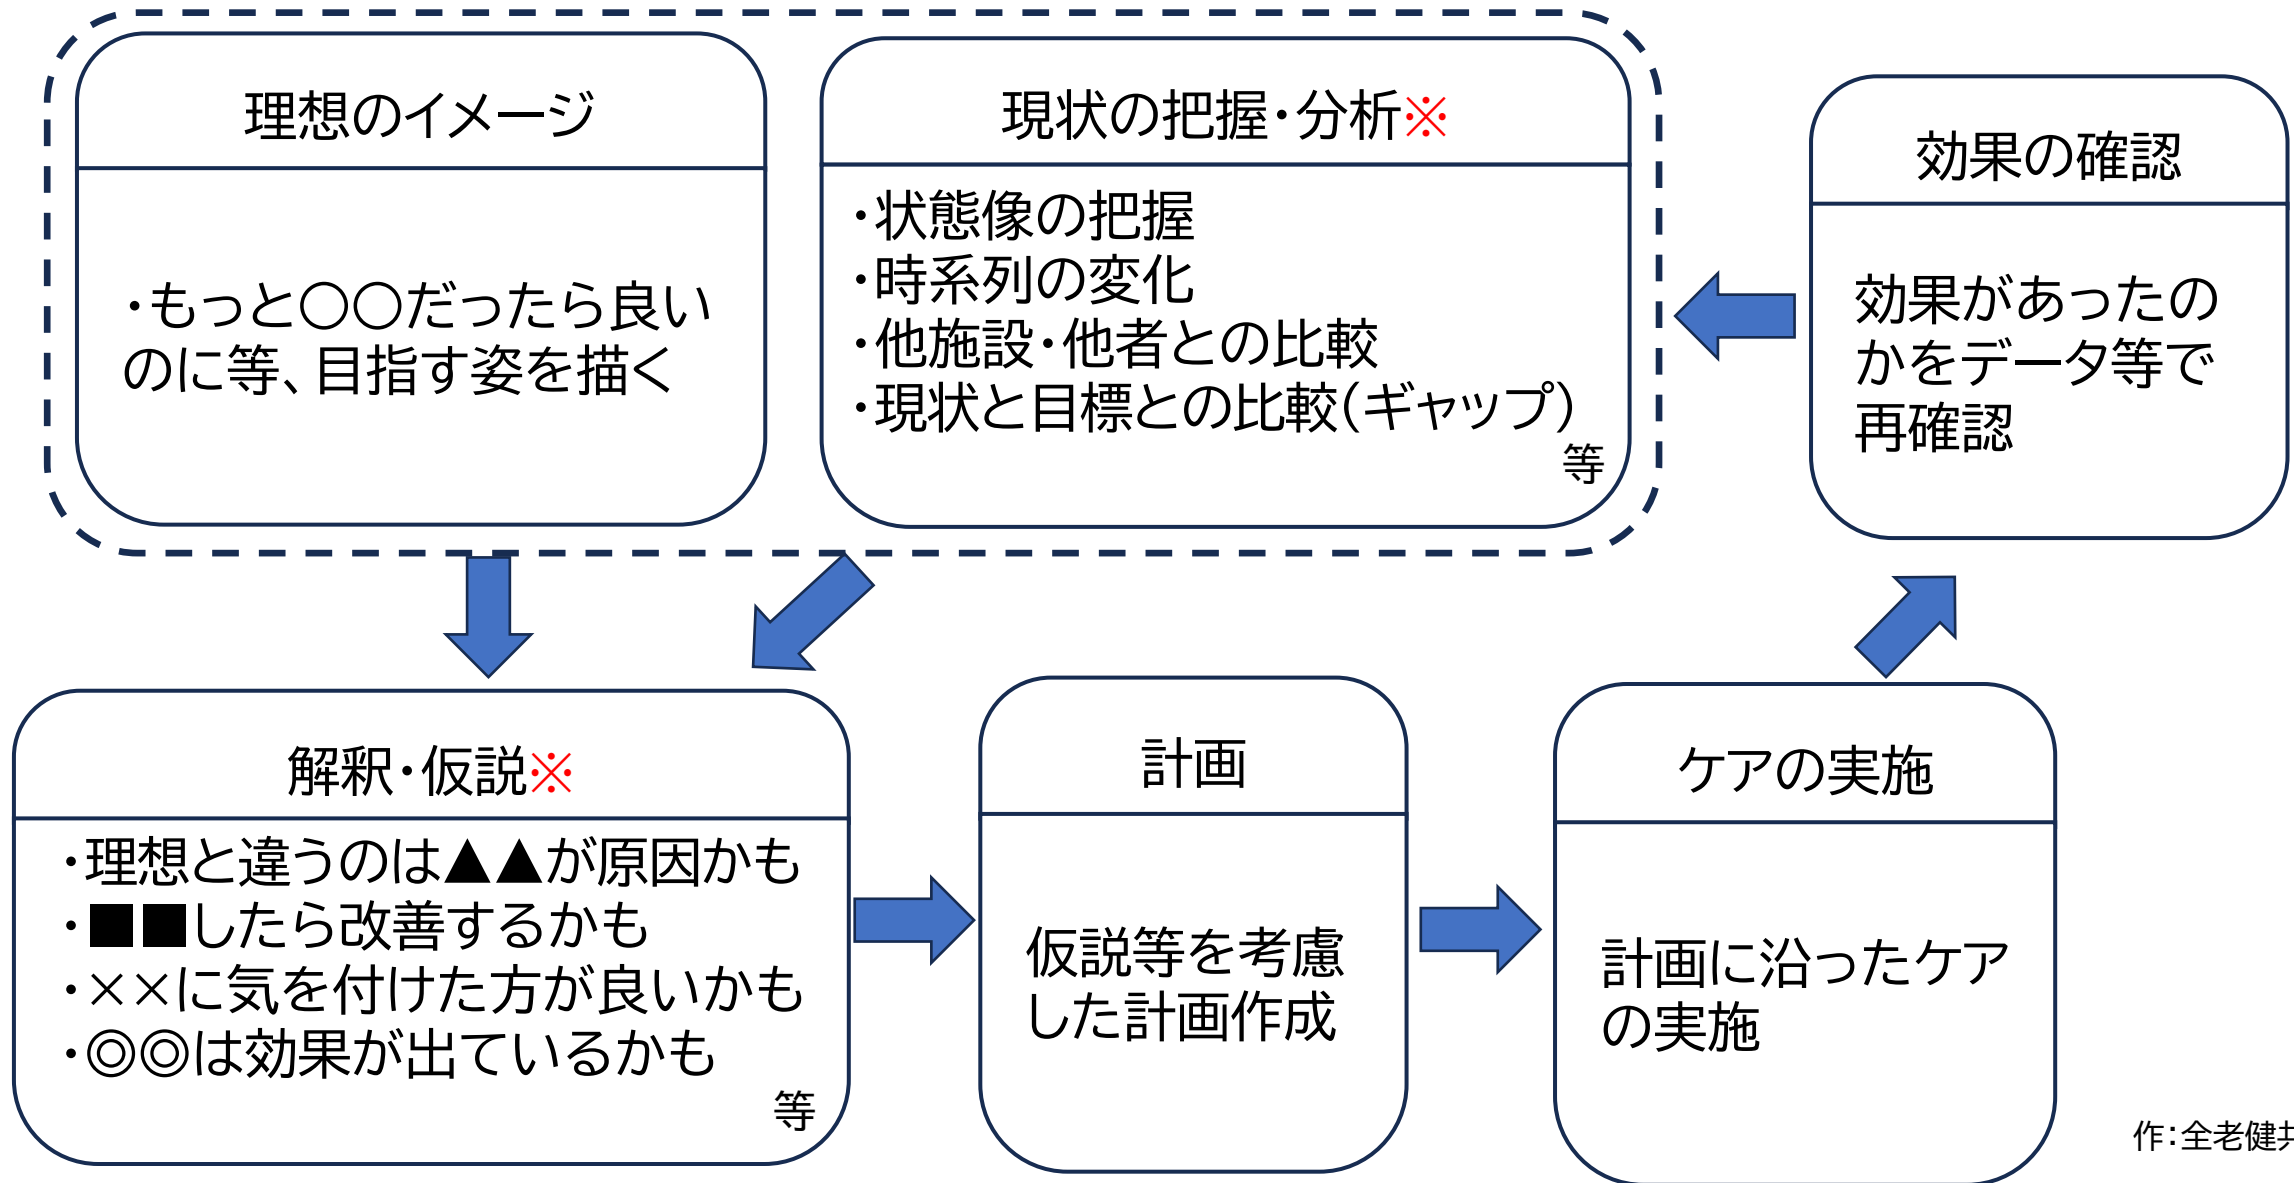 理想のイメージ
・もっと○○だったら良い
のに等、目指す姿を描く
現状の把握・分析※
・状態像の把握
・時系列の変化
・他施設・他者との比較
・現状と目標との比較(ギャップ)
等
効果の確認
効果があったの
かをデータ等で
再確認
解釈・仮説※
・理想と違うのは▲▲が原因かも
・■■したら改善するかも
・××に気を付けた方が良いかも
・◎◎は効果が出ているかも
等
計画
仮説等を考慮
した計画作成
ケアの実施
計画に沿ったケア
の実施
作:全老健共